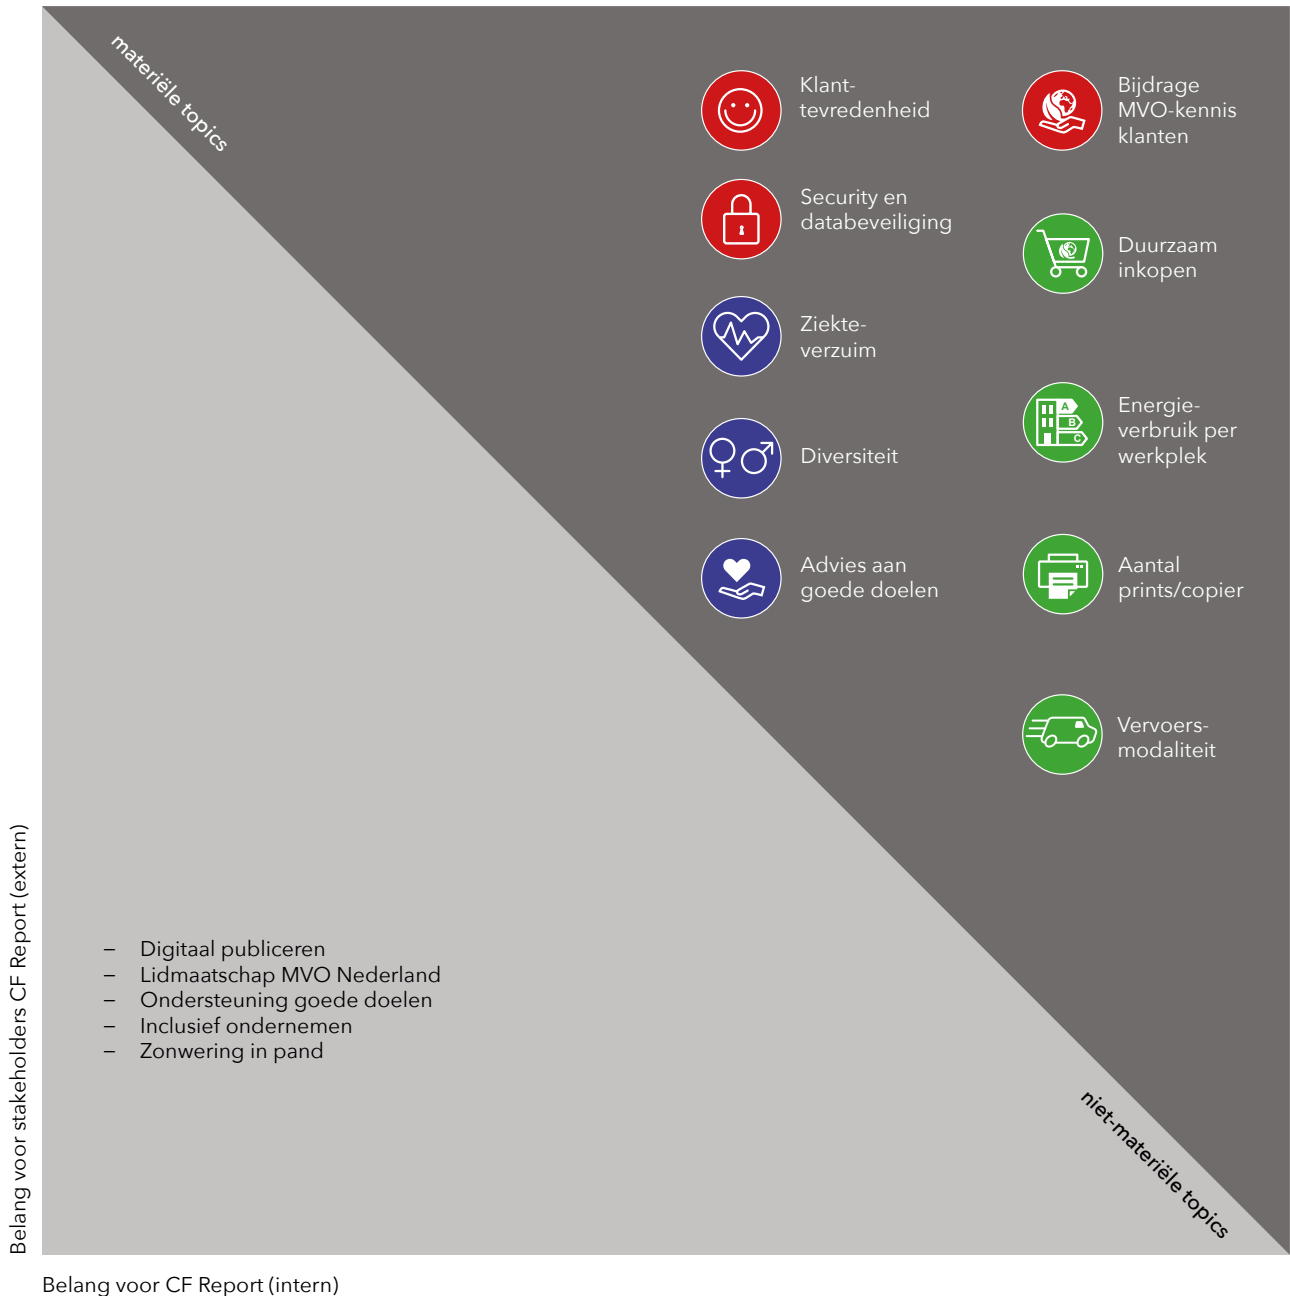 materiële topics
Klant-
tevredenheid
Security en
databeveiliging
Ziekte-
verzuim
Diversiteit
Advies aan
goede doelen
Bijdrage
MVO-kennis
klanten
Duurzaam
inkopen
A
B
C
Energie-
verbruik per
werkplek
Aantal
prints/copier
Vervoers-
modaliteit
– Digitaal publiceren
– Lidmaatschap MVO Nederland
– Ondersteuning goede doelen
– Inclusief ondernemen
– Zonwering in pand
niet-materiële topics
Belang voor stakeholders CF Report (extern)
Belang voor CF Report (intern)